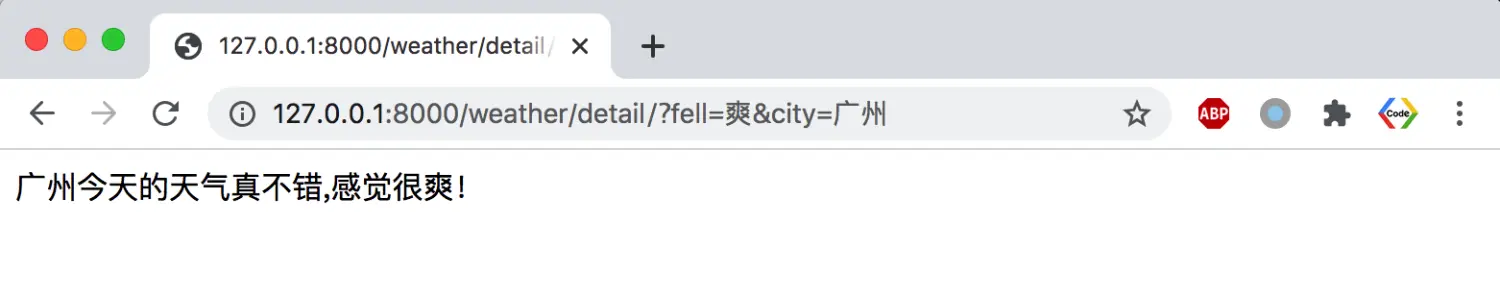 127.0.0.1:8000/weather/detail/
127.0.0.1:8000/weather/detail/?fell=爽&city=广州
ABP
Code
广州今天的天气真不错,感觉很爽!